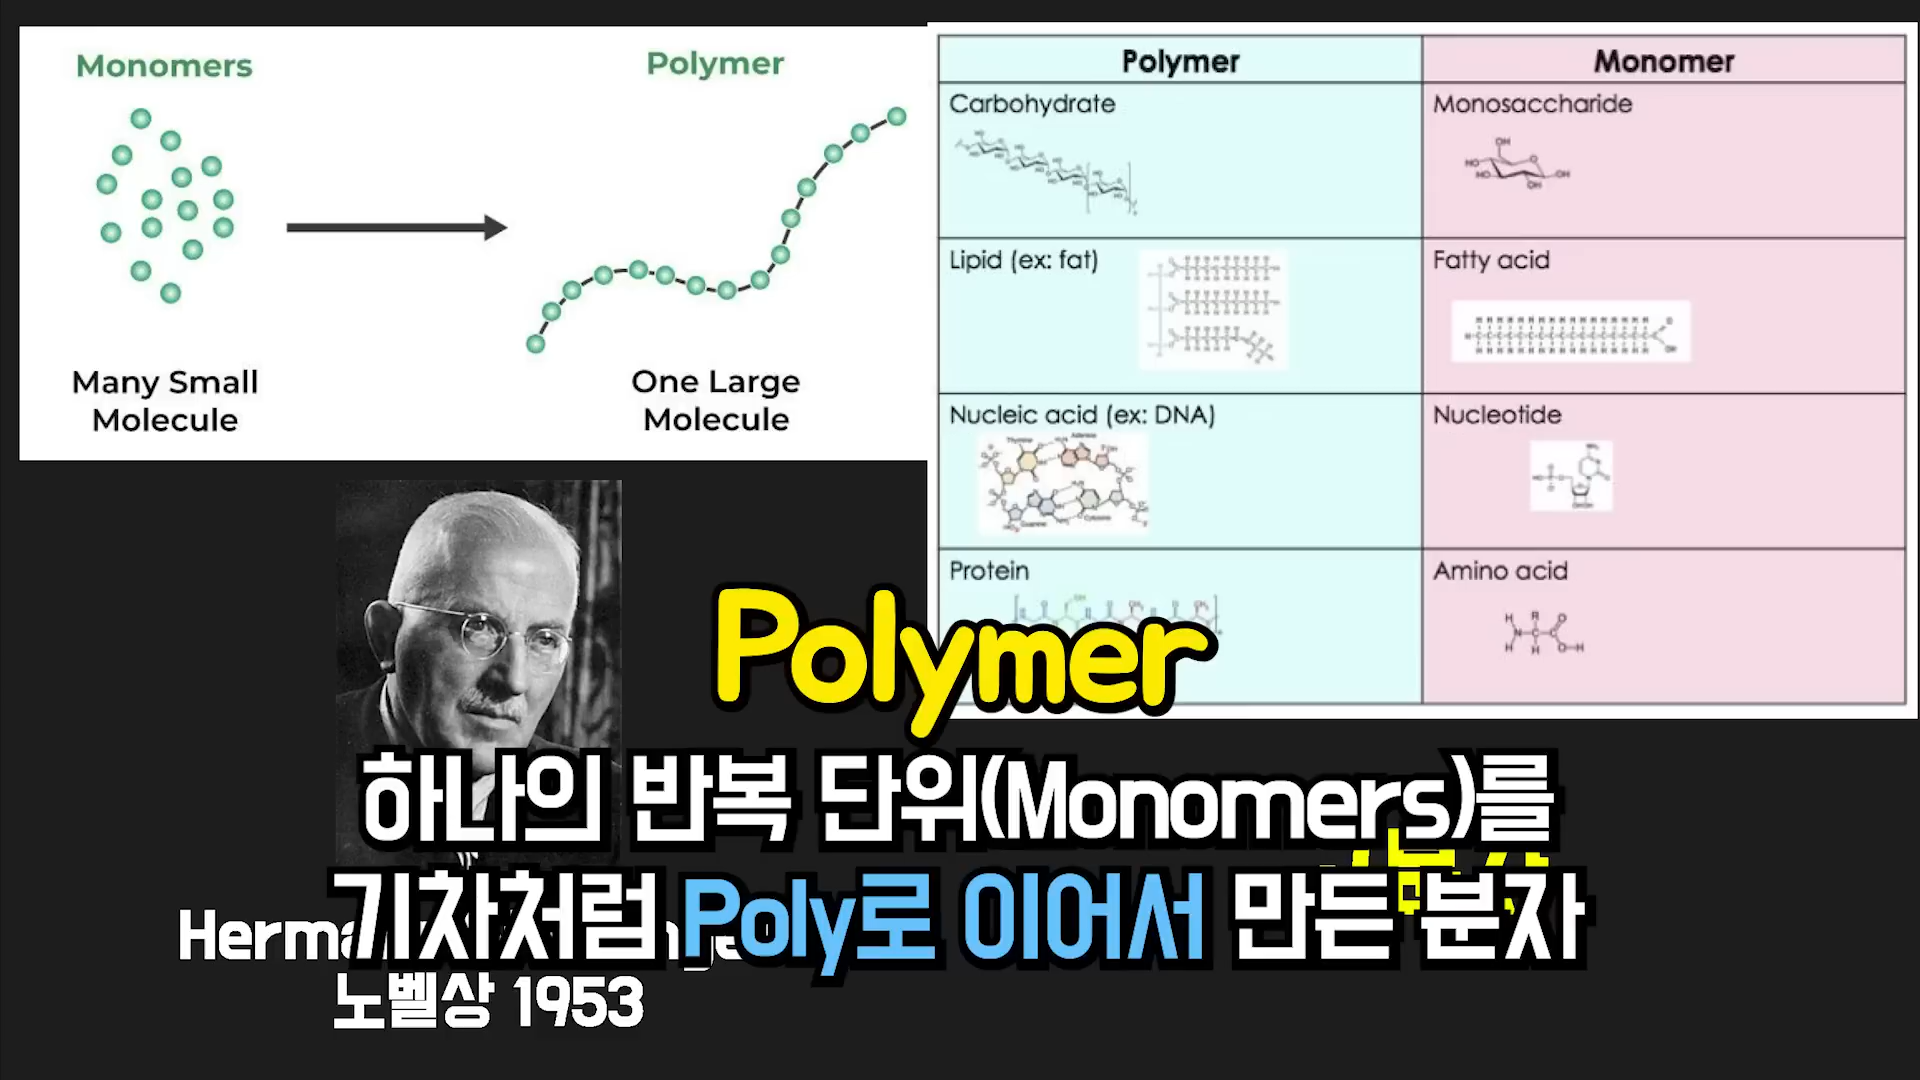 Monomers
Polymer
Many Small
Molecule
One Large
Molecule
Polymer
Monomer
Carbohydrate
Monosaccharide
Lipid (ex: fat)
Fatty acid
Nucleic acid (ex: DNA)
Nucleotide
Protein
Amino acid
Polymer
하나의 반복 단위(Monomers)를
기차처럼 Poly로 이어서 만든 분자
노벨상 1953